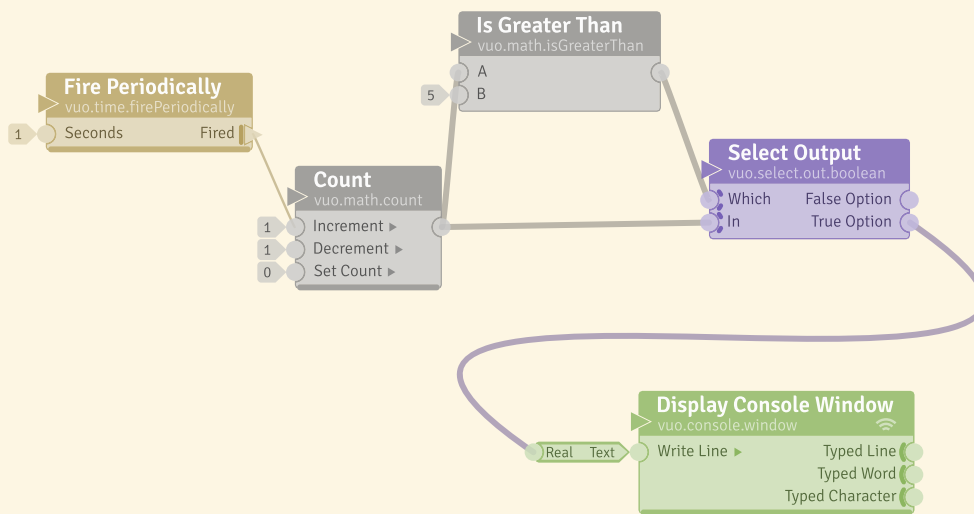 Is Greater Than
vuo.math.isGreaterThan
A
5 B
Fire Periodically
vuo.time.firePeriodically
1 Seconds Fired
Count
vuo.math.count
1 Increment
1 Decrement
0 Set Count
Select Output
vuo.select.out.boolean
Which False Option
In True Option
Display Console Window
vuo.console.window
Real Text Write Line Typed Line
Typed Word
Typed Character